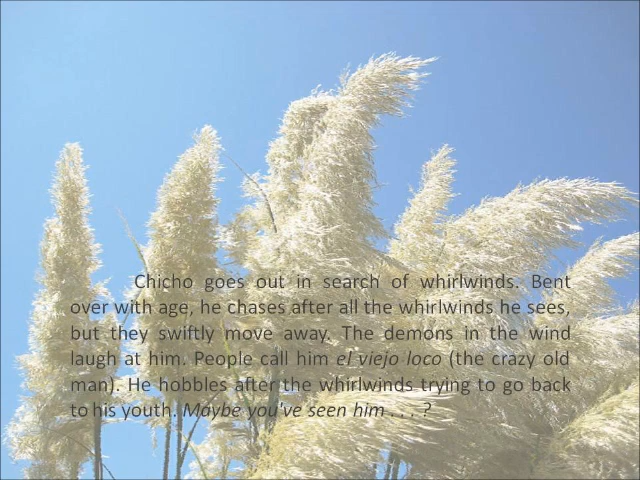 Chicho goes out in search of whirlwinds. Bent
over with age, he chases after all the whirlwinds he sees,
but they swiftly move away. The demons in the wind
laugh at him. People call him el viejo loco (the crazy old
man). He hobbles after the whirlwinds trying to go back
to his youth. Maybe you've seen him . . . . ?